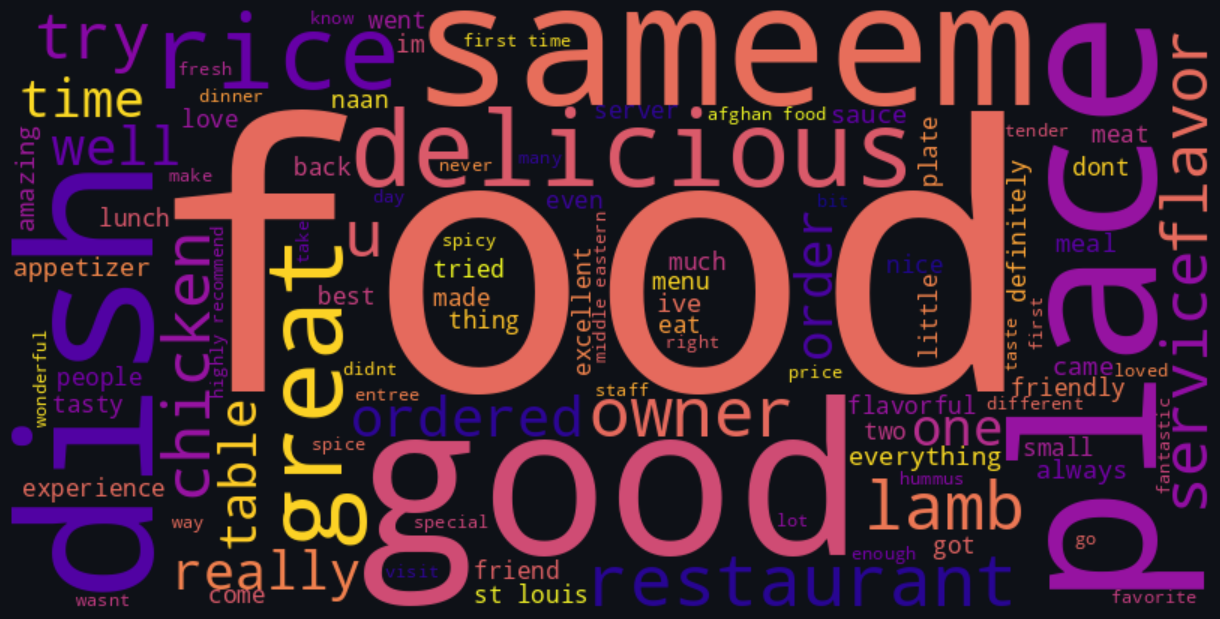 try
rice
know
went
im
first time
sameem
fresh
dinner
naan
time
love
well
server
afghan food
sauce
amazing
make
back
delicious
never
many
plate
tender
meat
dont
place
flavor
dish
lunch
food
day
even
bit
take
u
spicy
tried
made
thing
excellent
middle eastern
much
menu
ive
eat
right
order
nice
little
definitely
meal
appetizer
chicken
highly recommend
great
best
first
taste
service
wonderful
people
tasty
didnt
entree
staff
price
came
loved
friendly
table
ordered
owner
flavorful
different
two
one
small
always
fantastic
spice
everything
hummus
experience
way
good
special
lot
lamb
got
enough
go
really
come
visit
friend
st louis
restaurant
wasnt
favorite